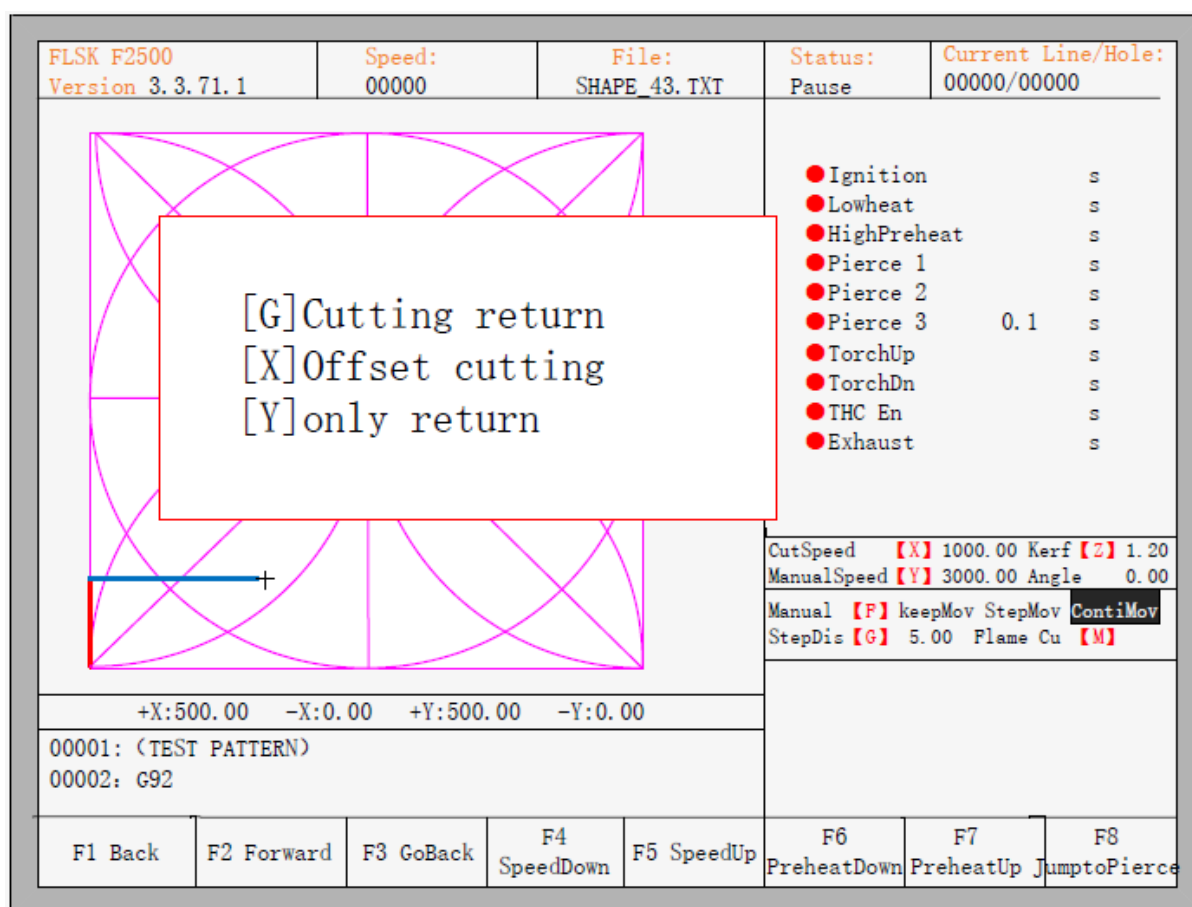 FLSK F2500
Version 3.3.71.1
Speed:
00000
File:
SHAPE_43.TXT
Status:
Pause
Current Line/Hole:
00000/00000
[G]Cutting return
[X]Offset cutting
[Y]only return
Ignition s
Lowheat s
HighPreheat s
Pierce 1 s
Pierce 2 s
Pierce 3 0.1 s
TorchUp s
TorchDn s
THC En s
Exhaust s
CutSpeed 【X】 1000.00 Kerf【Z】 1.20
ManualSpeed【Y】 3000.00 Angle 0.00
Manual 【F】 keepMov StepMov ContiMov
StepDis【G】 5.00 Flame Cu 【M】
+X:500.00 -X:0.00 +Y:500.00 -Y:0.00
00001: (TEST PATTERN)
00002: G92
F1 Back
F2 Forward
F3 GoBack
F4
SpeedDown
F5 SpeedUp
F6
PreheatDown
F7
PreheatUp
F8
JumptoPierce